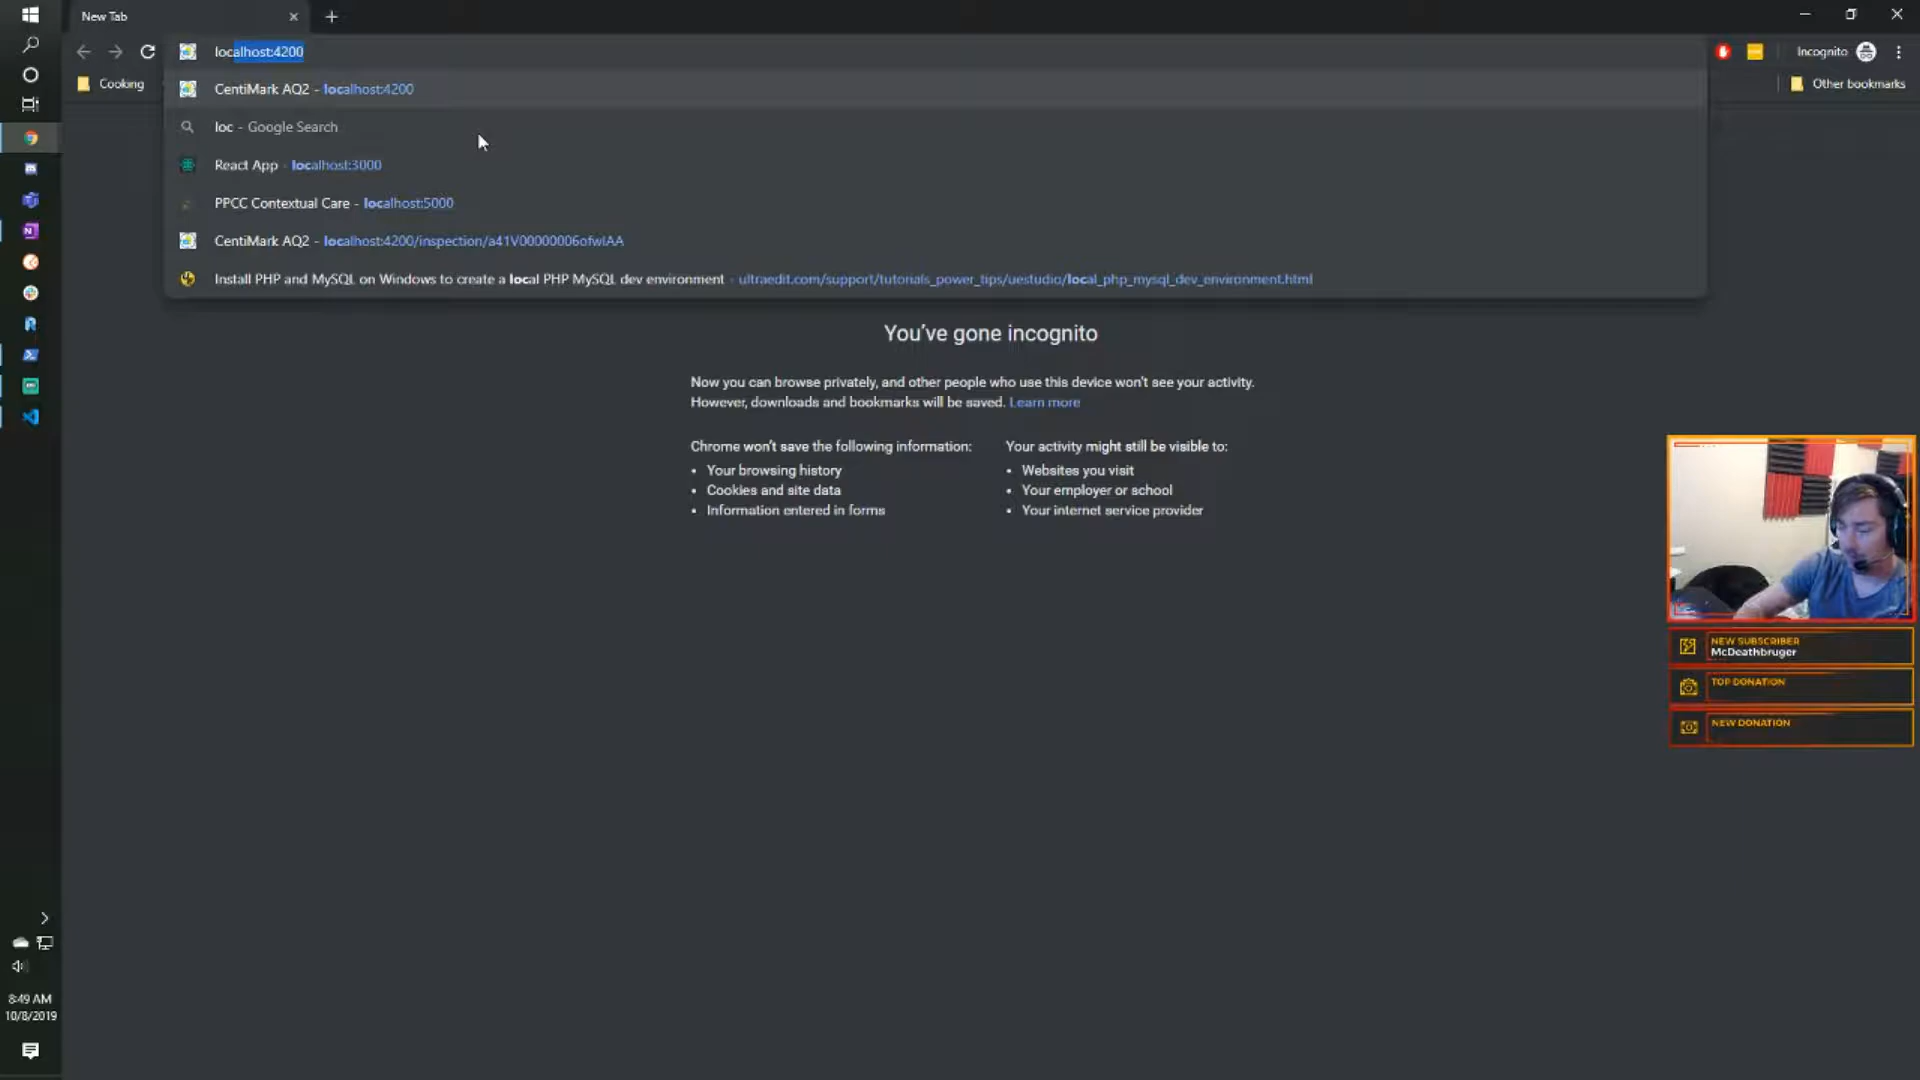 New Tab
localhost:4200
Incognito
Cooking
Other bookmarks
CentiMark AQ2 - localhost:4200
loc - Google Search
React App - localhost:3000
PPCC Contextual Care - localhost:5000
CentiMark AQ2 - localhost:4200/inspection/a41V00000006ofwIAA
Install PHP and MySQL on Windows to create a local PHP MySQL dev environment - ultraedit.com/support/tutorials_power_tips/uestudio/local_php_mysql_dev_environment.html
You've gone incognito
Now you can browse privately, and other people who use this device won't see your activity.
However, downloads and bookmarks will be saved. Learn more
Chrome won't save the following information:
• Your browsing history
• Cookies and site data
• Information entered in forms
Your activity might still be visible to:
• Websites you visit
• Your employer or school
• Your internet service provider
NEW SUBSCRIBER
McDeathbruger
TOP DONATION
NEW DONATION
8:49 AM
10/8/2019